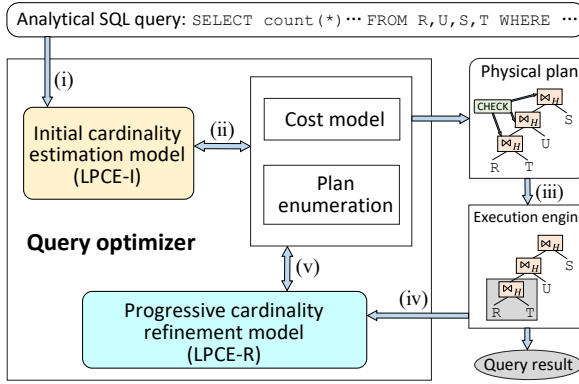 Analytical SQL query: SELECT count(*)··· FROM R,U,S,T WHERE ···
(i)
Initial cardinality
estimation model
(LPCE-I)
(ii)
Cost model
Plan
enumeration
Query optimizer
(v)
Progressive cardinality
refinement model
(LPCE-R)
(iv)
Physical plan
CHECK
⋈H
S
⋈H
U
⋈H
R T
(iii)
Execution engine
⋈H
S
⋈H
U
⋈H
R T
Query result